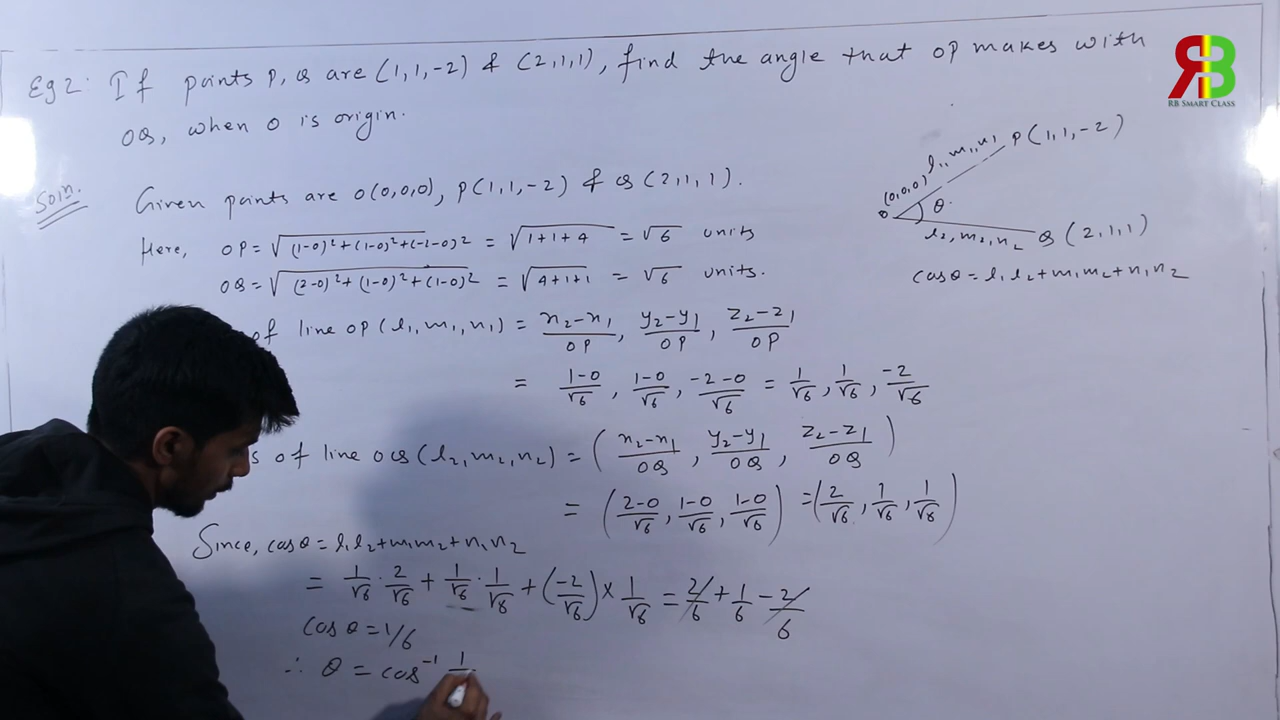 Eg 2. If points P, Q are (1,1,-2) & (2,1,1), find the angle that OP makes with
OQ, when O is origin.
Soln.
Given points are O(0,0,0), P(1,1,-2) & Q (2,1,1).
Here, OP = √(1-0)²+(1-0)²+(-2-0)² = √1+1+4 = √6 units
OQ = √(2-0)²+(1-0)²+(1-0)² = √4+1+1 = √6 units.
of line OP (l₁, m₁, n₁) = x₂-x₁/OP, y₂-y₁/OP, z₂-z₁/OP
= 1-0/√6, 1-0/√6, -2-0/√6 = 1/√6, 1/√6, -2/√6
s of line OQ (l₂, m₂, n₂) = (x₂-x₁/OQ, y₂-y₁/OQ, z₂-z₁/OQ)
= (2-0/√6, 1-0/√6, 1-0/√6) = (2/√6, 1/√6, 1/√6)
Since, cosθ = l₁l₂+m₁m₂+n₁n₂
= 1/√6 · 2/√6 + 1/√6 · 1/√6 + (-2/√6) × 1/√6 = 2/6 + 1/6 - 2/6
cosθ = 1/6
∴ θ = cos⁻¹ 1
l₁, m₁, n₁ P(1,1,-2)
(0,0,0)
O θ
l₂, m₂, n₂ Q (2,1,1)
cosθ = l₁l₂+m₁m₂+n₁n₂
RB
RB SMART CLASS